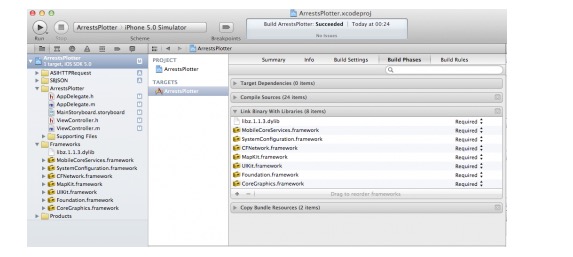 ArrestsPlotter.xcodeproj
ArrestsPlotter iPhone 5.0 Simulator
Build ArrestsPlotter: Succeeded | Today at 00:24
No Issues
Run Stop Scheme Breakpoints
ArrestsPlotter
ArrestsPlotter
1 target, iOS SDK 5.0
ASIHTTPRequest
SBJSON
ArrestsPlotter
AppDelegate.h
AppDelegate.m
MainStoryboard.storyboard
ViewController.h
ViewController.m
Supporting Files
Frameworks
libz.1.1.3.dylib
MobileCoreServices.framework
SystemConfiguration.framework
CFNetwork.framework
MapKit.framework
UIKit.framework
Foundation.framework
CoreGraphics.framework
Products
PROJECT
ArrestsPlotter
TARGETS
ArrestsPlotter
Summary Info Build Settings Build Phases Build Rules
Target Dependencies (0 items)
Compile Sources (24 items)
Link Binary With Libraries (8 items)
libz.1.1.3.dylib Required
MobileCoreServices.framework Required
SystemConfiguration.framework Required
CFNetwork.framework Required
MapKit.framework Required
UIKit.framework Required
Foundation.framework Required
CoreGraphics.framework Required
+ − Drag to reorder frameworks
Copy Bundle Resources (2 items)